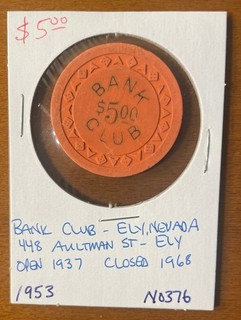 $5.00
BANK
$5.00
CLUB
BANK CLUB - ELY, NEVADA
448 AULTMAN ST - ELY
OPEN 1937 CLOSED 1968
1953 N0376